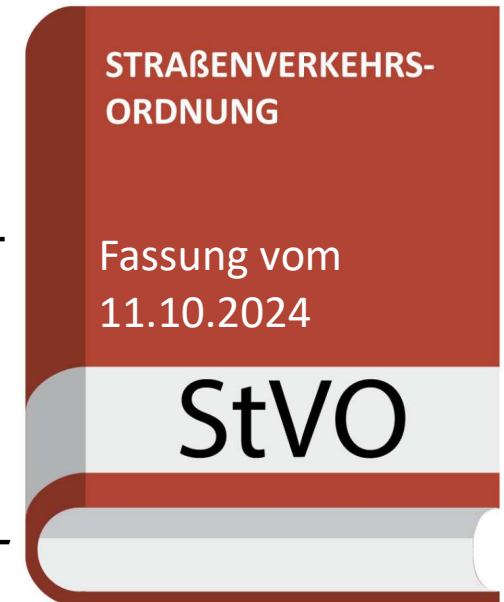 STRAßENVERKEHRS-
ORDNUNG
Fassung vom
11.10.2024
StVO